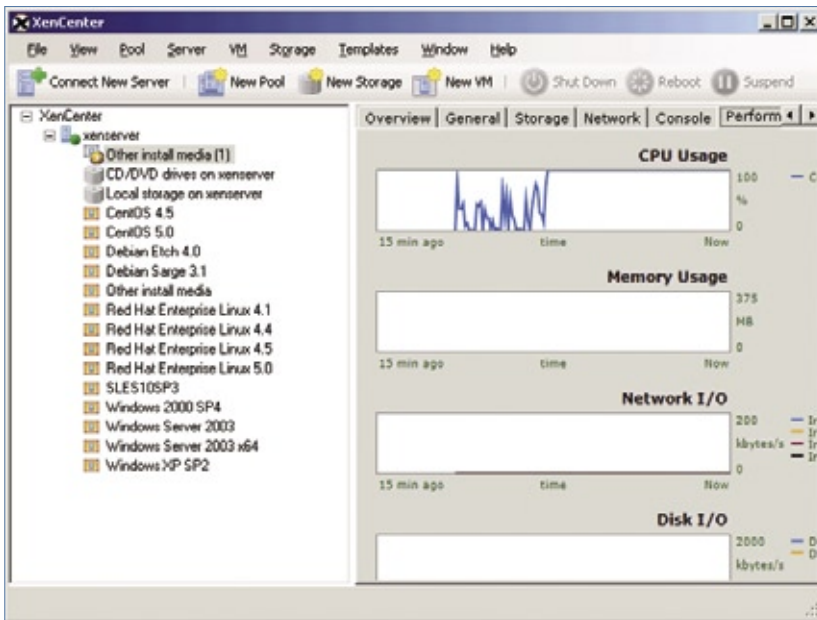 XenCenter
File View Pool Server VM Storage Templates Window Help
Connect New Server New Pool New Storage New VM Shut Down Reboot Suspend
XenCenter
xenserver
Other install media (1)
CD/DVD drives on xenserver
Local storage on xenserver
CentOS 4.5
CentOS 5.0
Debian Etch 4.0
Debian Sarge 3.1
Other install media
Red Hat Enterprise Linux 4.1
Red Hat Enterprise Linux 4.4
Red Hat Enterprise Linux 4.5
Red Hat Enterprise Linux 5.0
SLES10SP3
Windows 2000 SP4
Windows Server 2003
Windows Server 2003 x64
Windows XP SP2
Overview General Storage Network Console Perform
CPU Usage
100 C
%
0
15 min ago time Now
Memory Usage
375
MB
0
15 min ago time Now
Network I/O
200 In
In
kbytes/s In
In
0
15 min ago time Now
Disk I/O
2000 D
D
kbytes/s